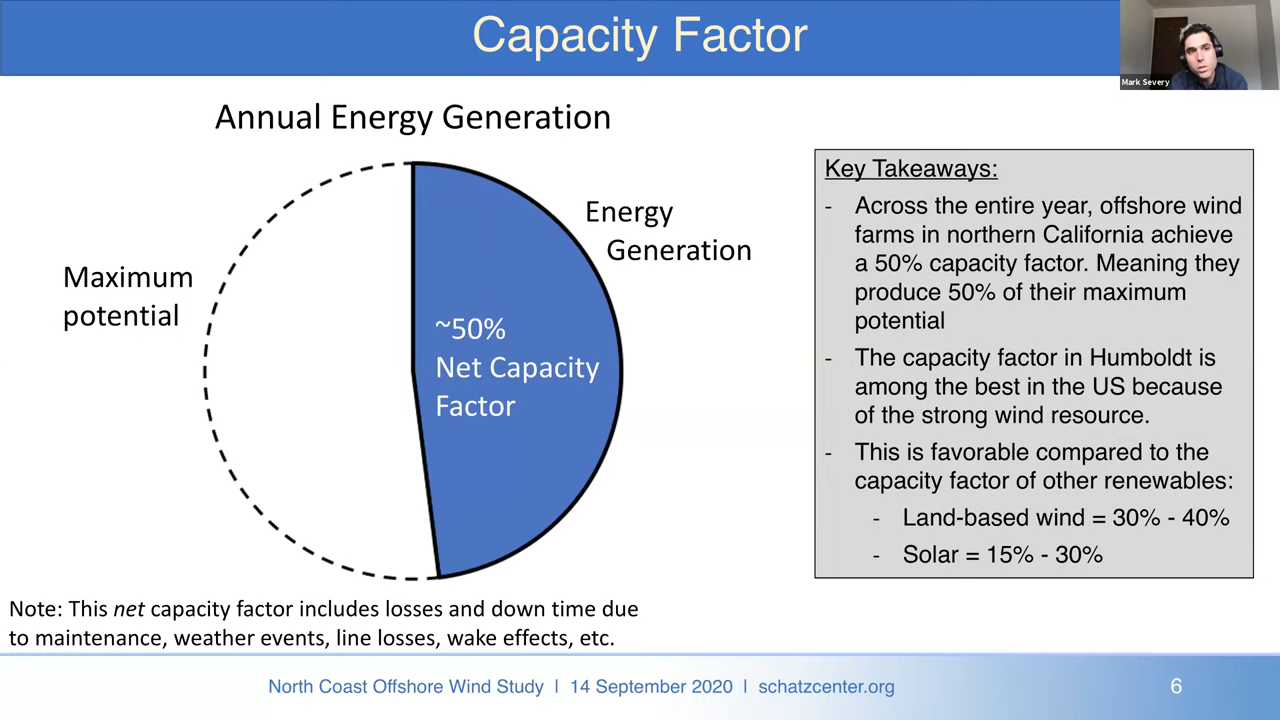 Capacity Factor
Mark Severy
Annual Energy Generation
Maximum
potential
Energy
Generation
~50%
Net Capacity
Factor
Key Takeaways:
- Across the entire year, offshore wind
farms in northern California achieve
a 50% capacity factor. Meaning they
produce 50% of their maximum
potential
- The capacity factor in Humboldt is
among the best in the US because
of the strong wind resource.
- This is favorable compared to the
capacity factor of other renewables:
- Land-based wind = 30% - 40%
- Solar = 15% - 30%
Note: This net capacity factor includes losses and down time due
to maintenance, weather events, line losses, wake effects, etc.
North Coast Offshore Wind Study | 14 September 2020 | schatzcenter.org
6